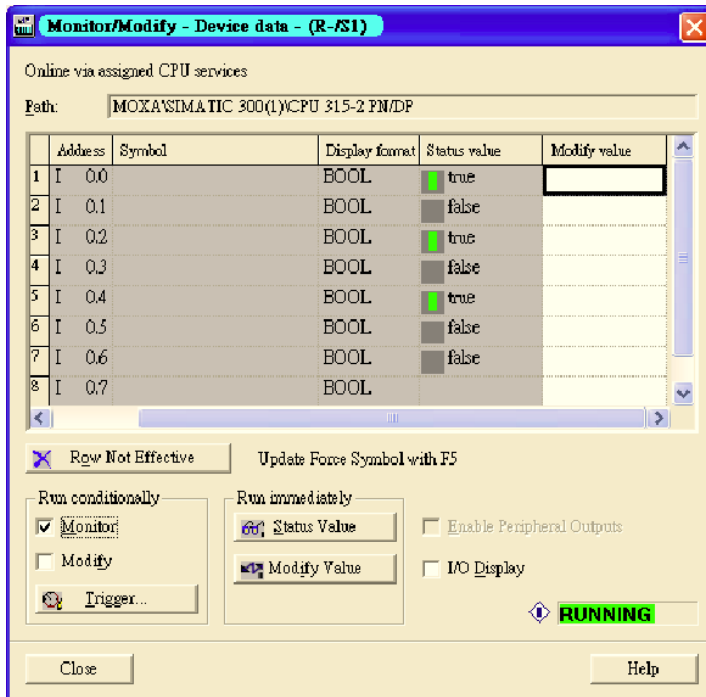 Monitor/Modify - Device data - (R-/S1)
Online via assigned CPU services
Path: MOXA\SIMATIC 300(1)\CPU 315-2 PN/DP
Address Symbol Display format Status value Modify value
1 I 0.0 BOOL true
2 I 0.1 BOOL false
3 I 0.2 BOOL true
4 I 0.3 BOOL false
5 I 0.4 BOOL true
6 I 0.5 BOOL false
7 I 0.6 BOOL false
8 I 0.7 BOOL
Row Not Effective Update Force Symbol with F5
Run conditionally Run immediately
Monitor Status Value Enable Peripheral Outputs
Modify Modify Value I/O Display
Trigger...
RUNNING
Close Help